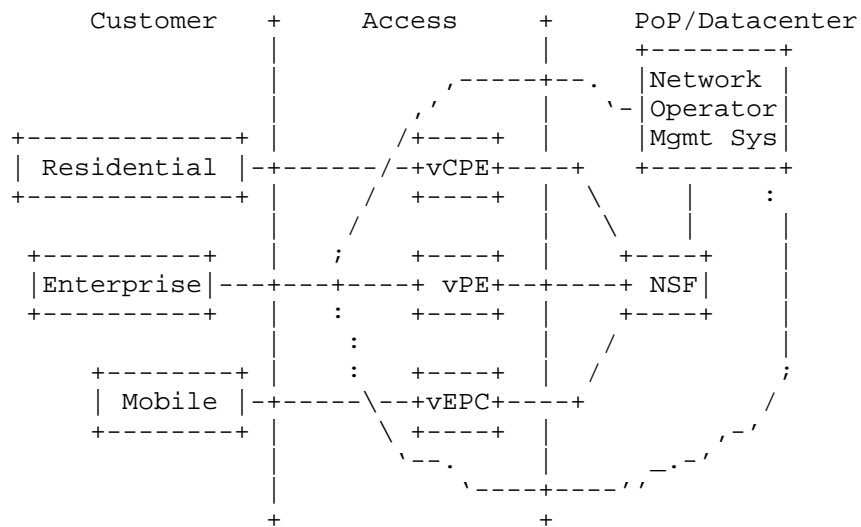 Customer + Access + PoP/Datacenter
Network
Operator
Mgmt Sys
Residential vCPE
Enterprise vPE NSF
Mobile vEPC